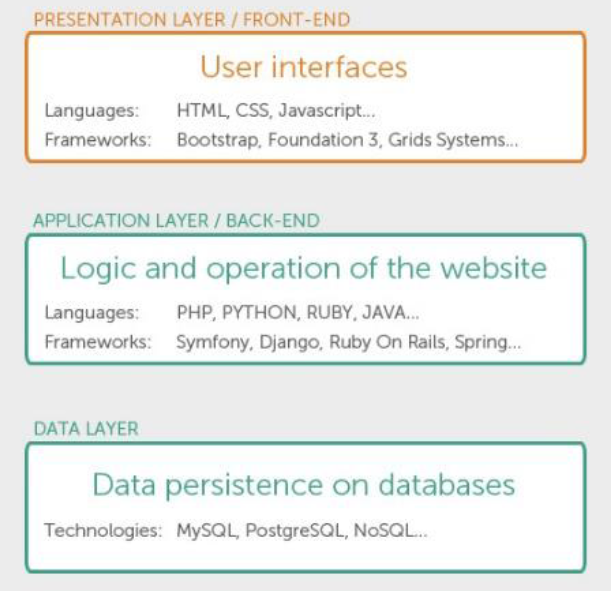 PRESENTATION LAYER / FRONT-END
User interfaces
Languages: HTML, CSS, Javascript...
Frameworks: Bootstrap, Foundation 3, Grids Systems...
APPLICATION LAYER / BACK-END
Logic and operation of the website
Languages: PHP, PYTHON, RUBY, JAVA...
Frameworks: Symfony, Django, Ruby On Rails, Spring...
DATA LAYER
Data persistence on databases
Technologies: MySQL, PostgreSQL, NoSQL...